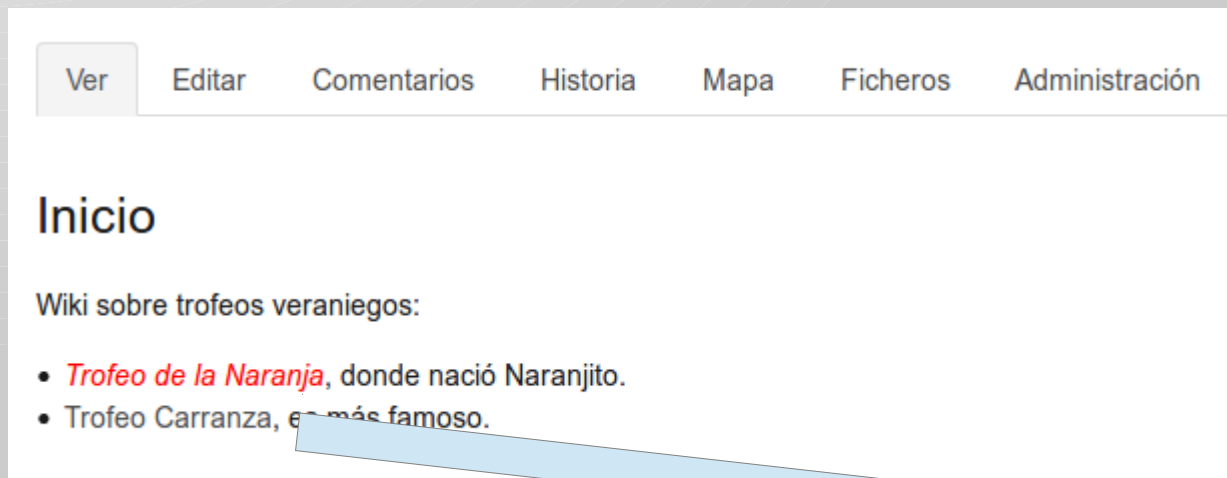 Ver Editar Comentarios Historia Mapa Ficheros Administración
Inicio
Wiki sobre trofeos veraniegos:
• Trofeo de la Naranja, donde nació Naranjito.
• Trofeo Carranza, es más famoso.